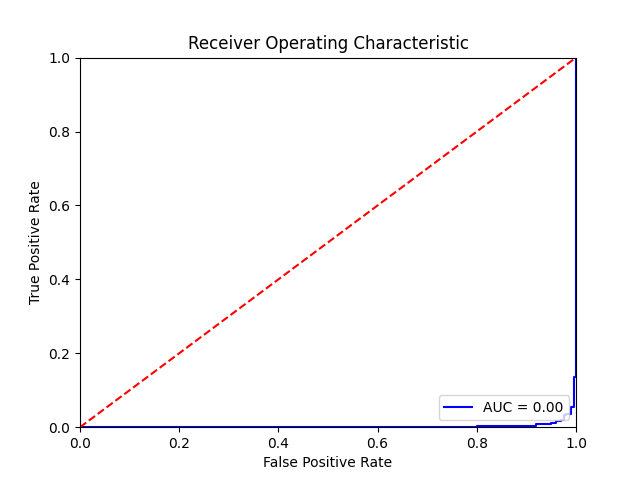 Receiver Operating Characteristic
True Positive Rate
1.0
0.8
0.6
0.4
0.2
0.0
AUC = 0.00
0.0 0.2 0.4 0.6 0.8 1.0
False Positive Rate